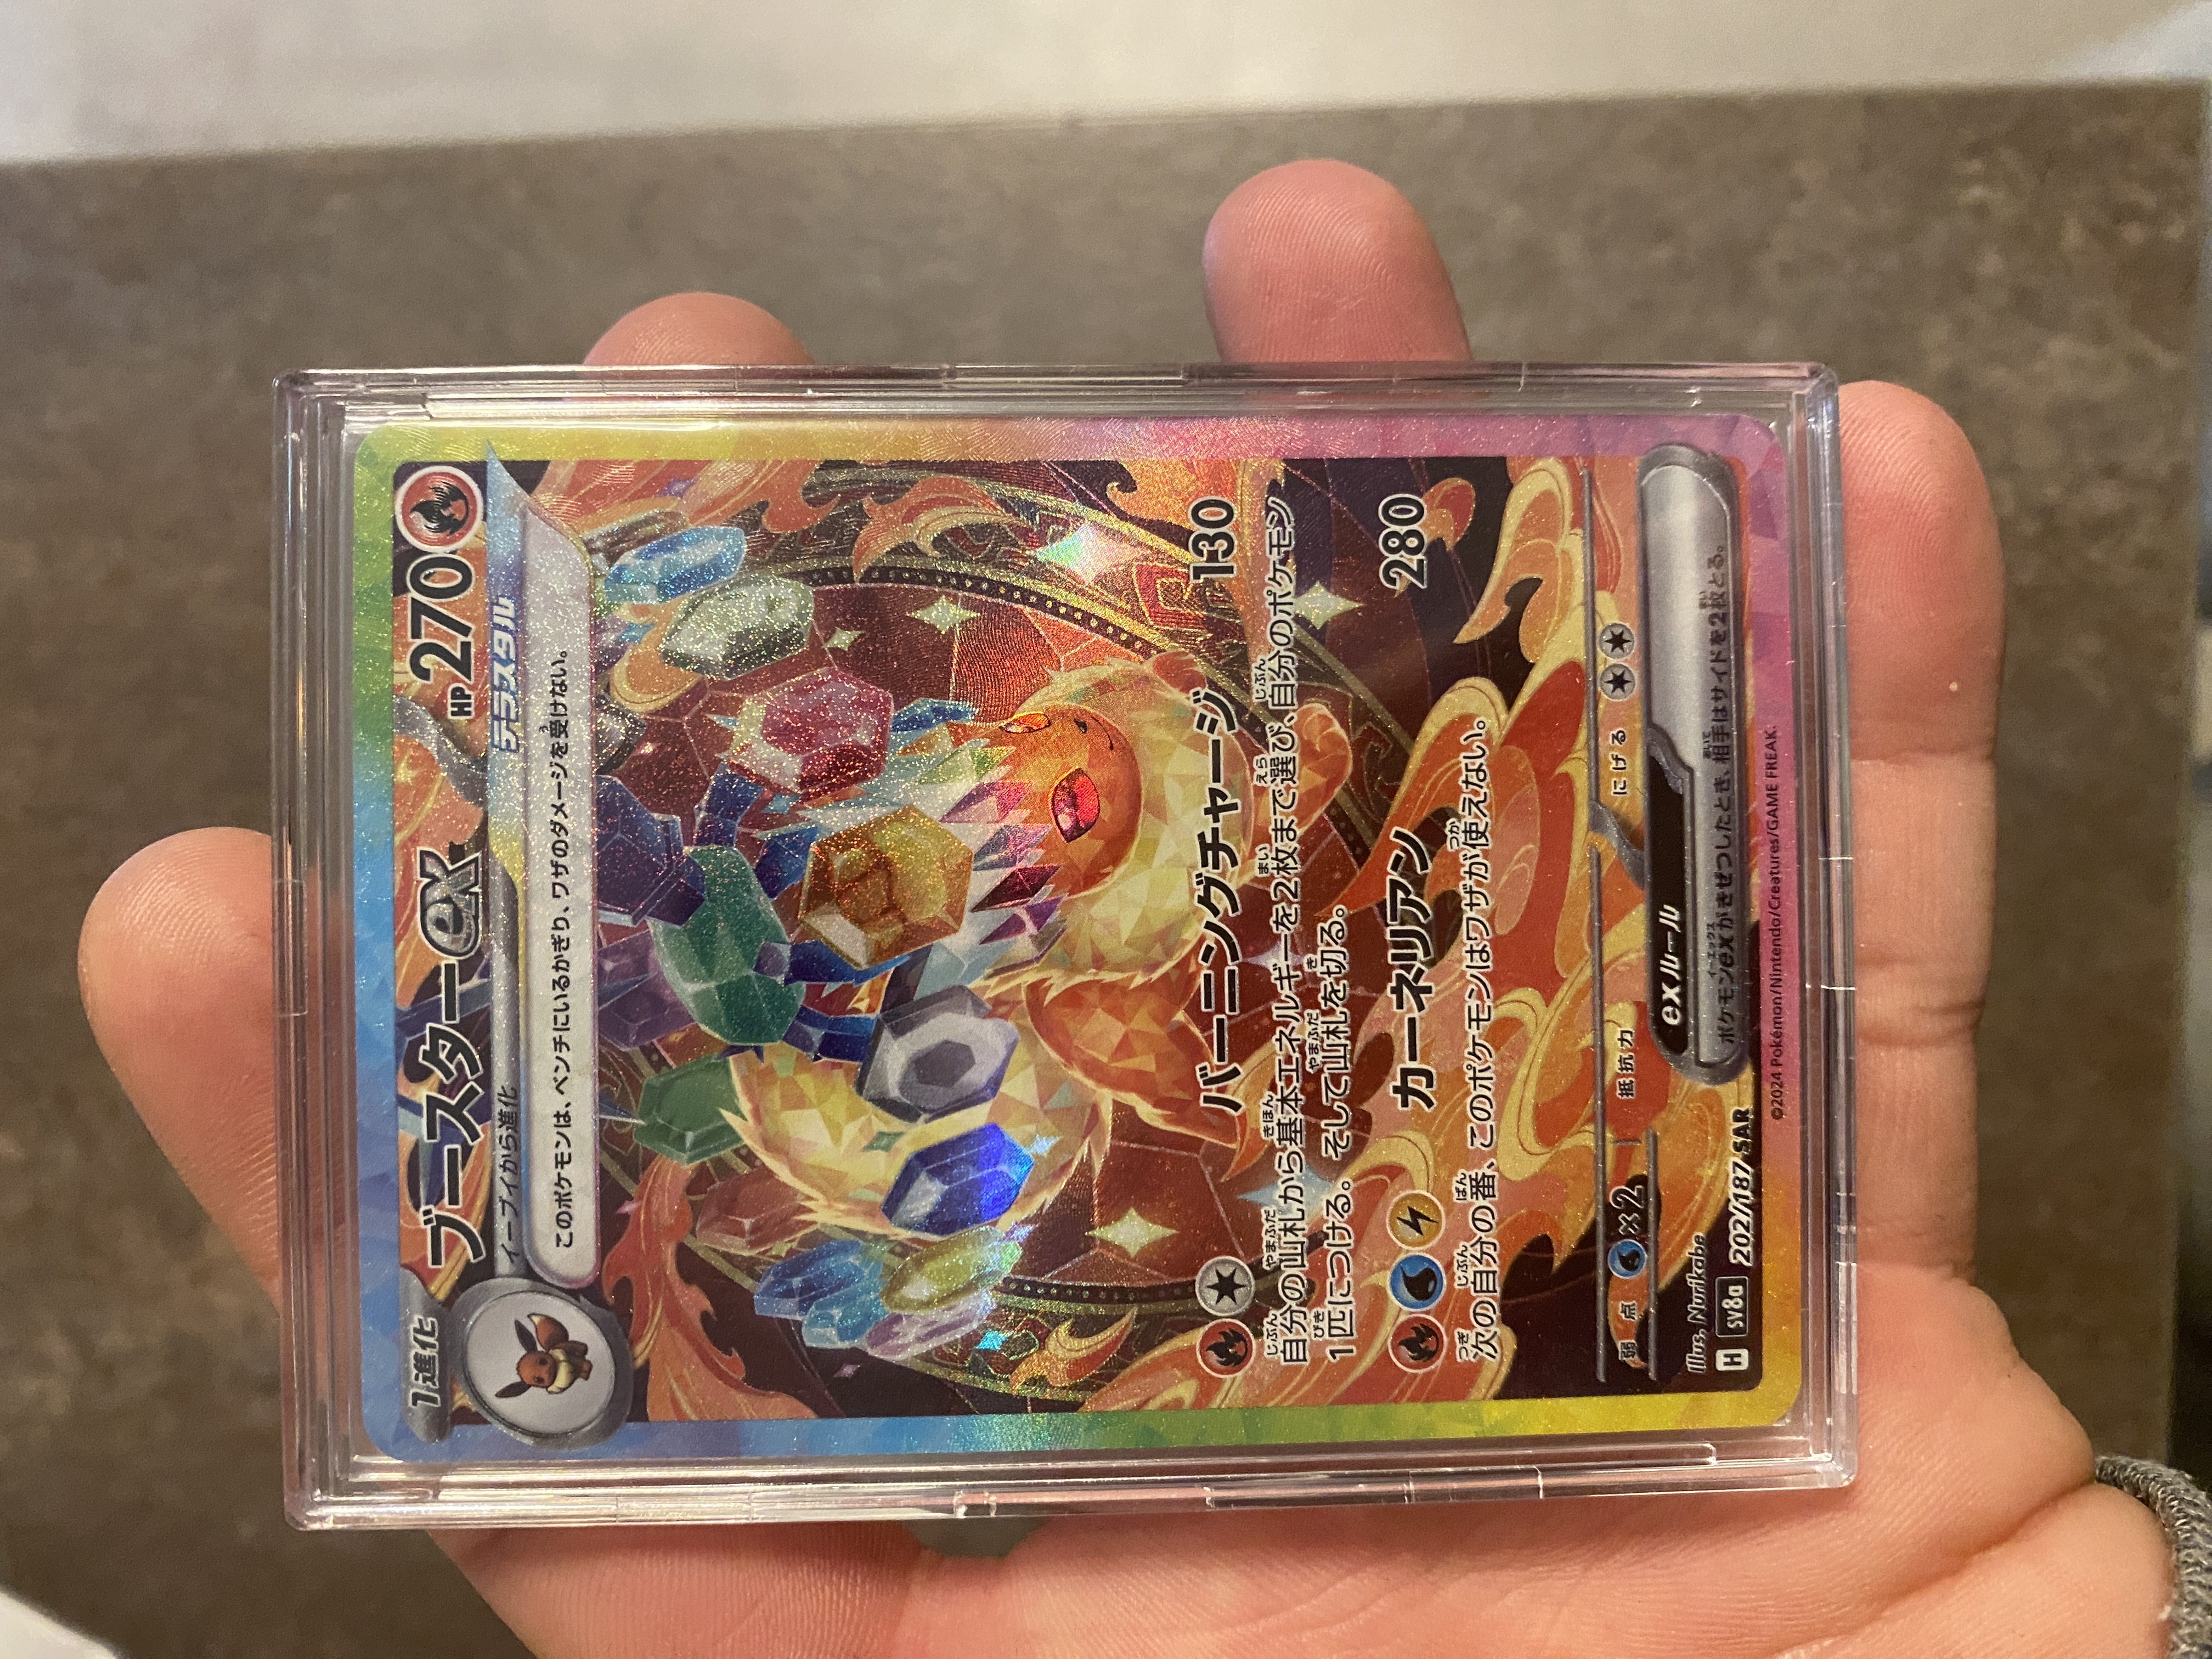 1進化
ブースターex HP270
イーブイから進化 テラスタル
このポケモンは、ベンチにいるかぎり、ワザのダメージを受けない。
バーニングチャージ 130
自分の山札から基本エネルギーを2枚まで選び、自分のポケモン
1匹につける。そして山札を切る。
カーネリアン 280
次の自分の番、このポケモンはワザが使えない。
弱点 ×2 抵抗力 にげる
exルール
ポケモンexがきぜつしたとき、相手はサイドを2枚とる。
Illus. Nurikabe
H sv8a 202/187 SAR
©2024 Pokémon/Nintendo/Creatures/GAME FREAK.